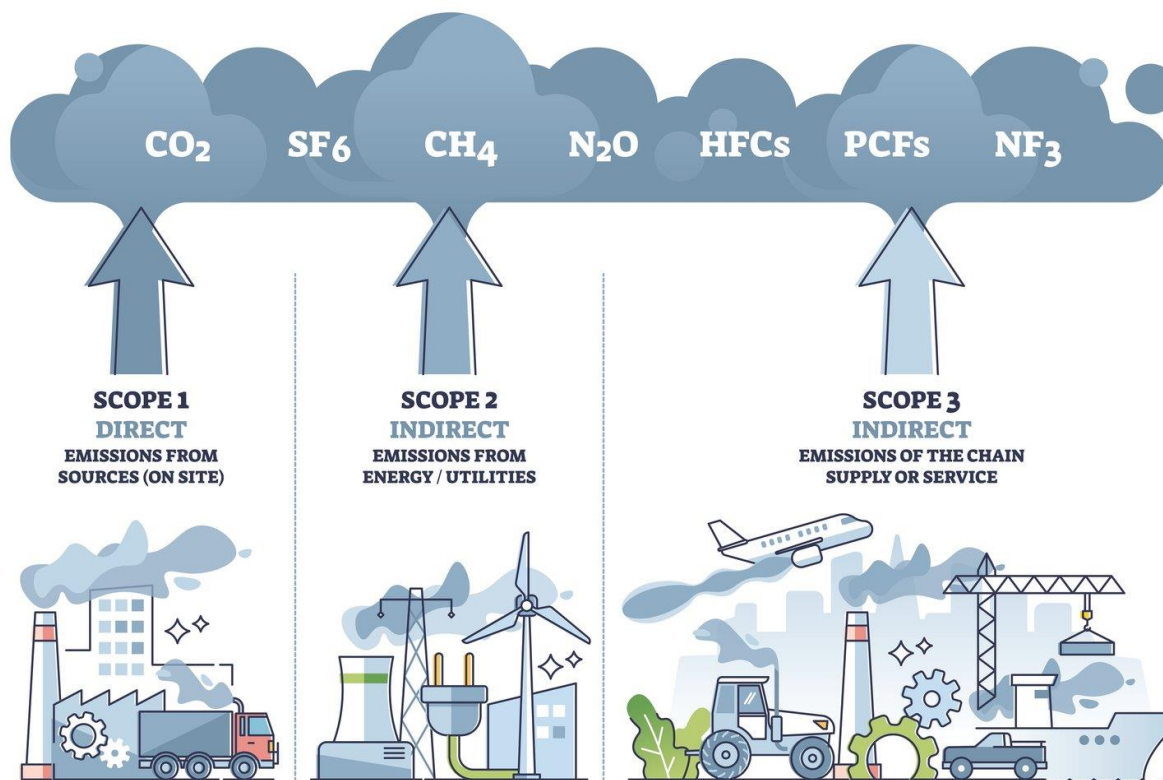 CO₂ SF₆ CH₄ N₂O HFCs PCFs NF₃
SCOPE 1
DIRECT
EMISSIONS FROM
SOURCES (ON SITE)
SCOPE 2
INDIRECT
EMISSIONS FROM
ENERGY / UTILITIES
SCOPE 3
INDIRECT
EMISSIONS OF THE CHAIN
SUPPLY OR SERVICE